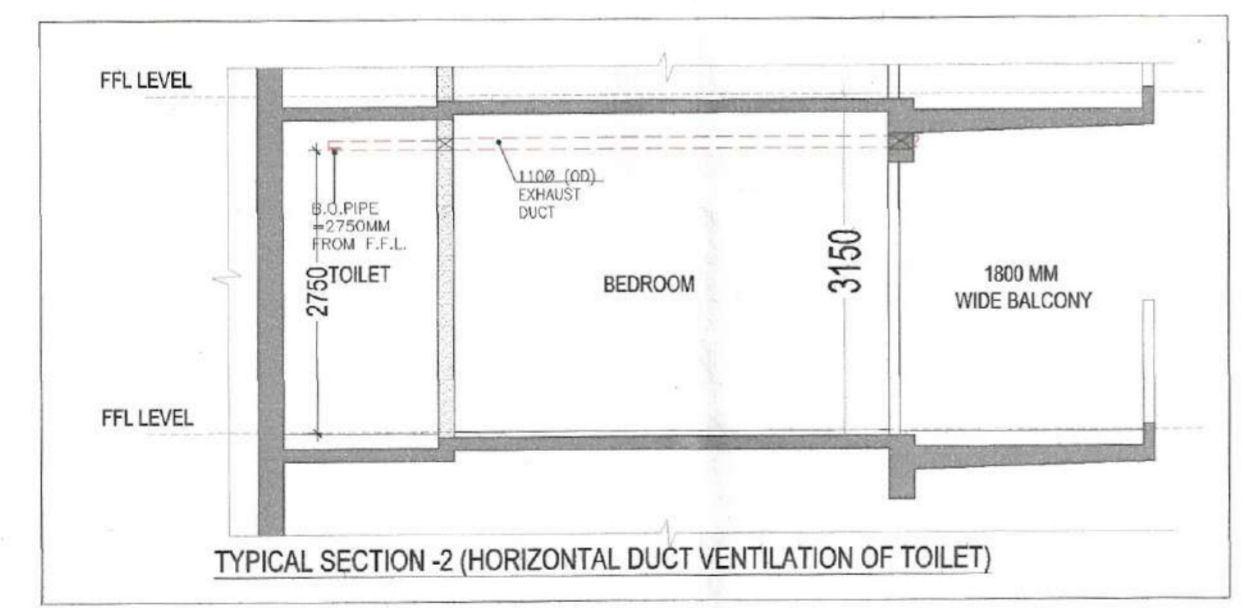 FFL LEVEL
110Ø (OD)
EXHAUST
DUCT
B.O.PIPE
=2750MM
FROM F.F.L.
TOILET
2750
BEDROOM
3150
1800 MM
WIDE BALCONY
FFL LEVEL
TYPICAL SECTION -2 (HORIZONTAL DUCT VENTILATION OF TOILET)